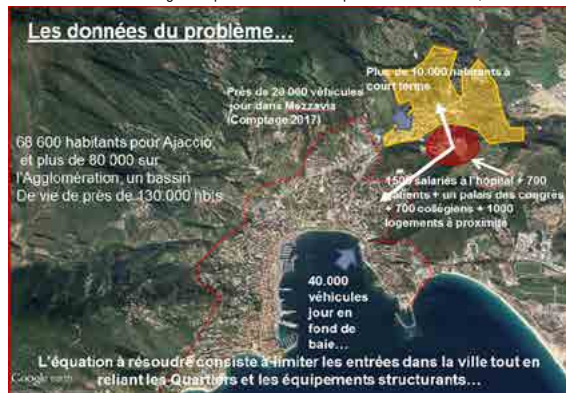 Les données du problème…
Plus de 10.000 habitants à
court terme
Près de 20 000 véhicules
jour dans Mezzavia
(Comptage 2017)
68 600 habitants pour Ajaccio,
et plus de 80 000 sur
l'Agglomération, un bassin
De vie de près de 130.000 hbts
1500 salariés à l'hôpital + 700
patients + un palais des congrès
+ 700 collégiens + 1000
logements à proximité
40.000
véhicules
jour en
fond de
baie…
L'équation à résoudre consiste à limiter les entrées dans la ville tout en
reliant les Quartiers et les équipements structurants…
Google earth